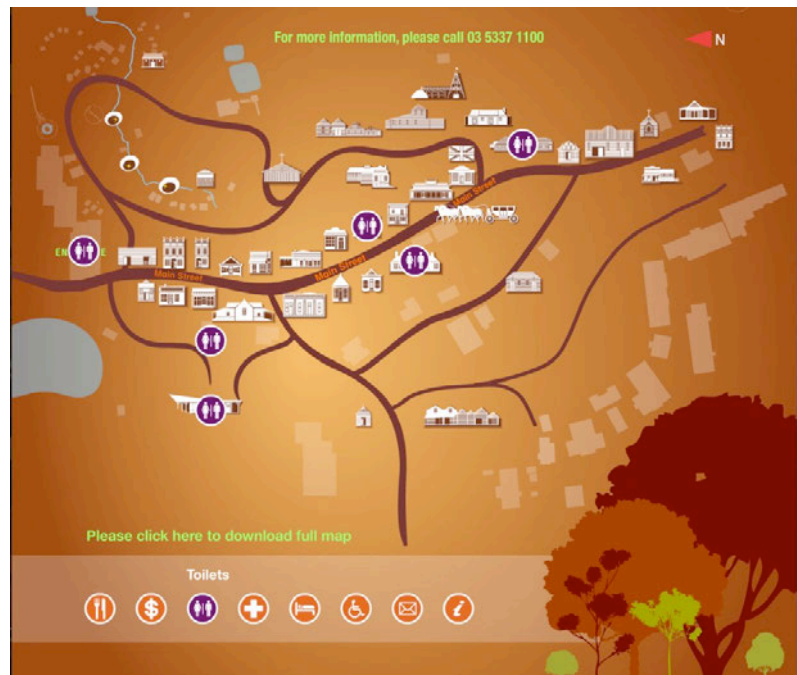 For more information, please call 03 5337 1100
N
Main Street
EN E
Main Street
Main Street
Please click here to download full map
Toilets
$
i